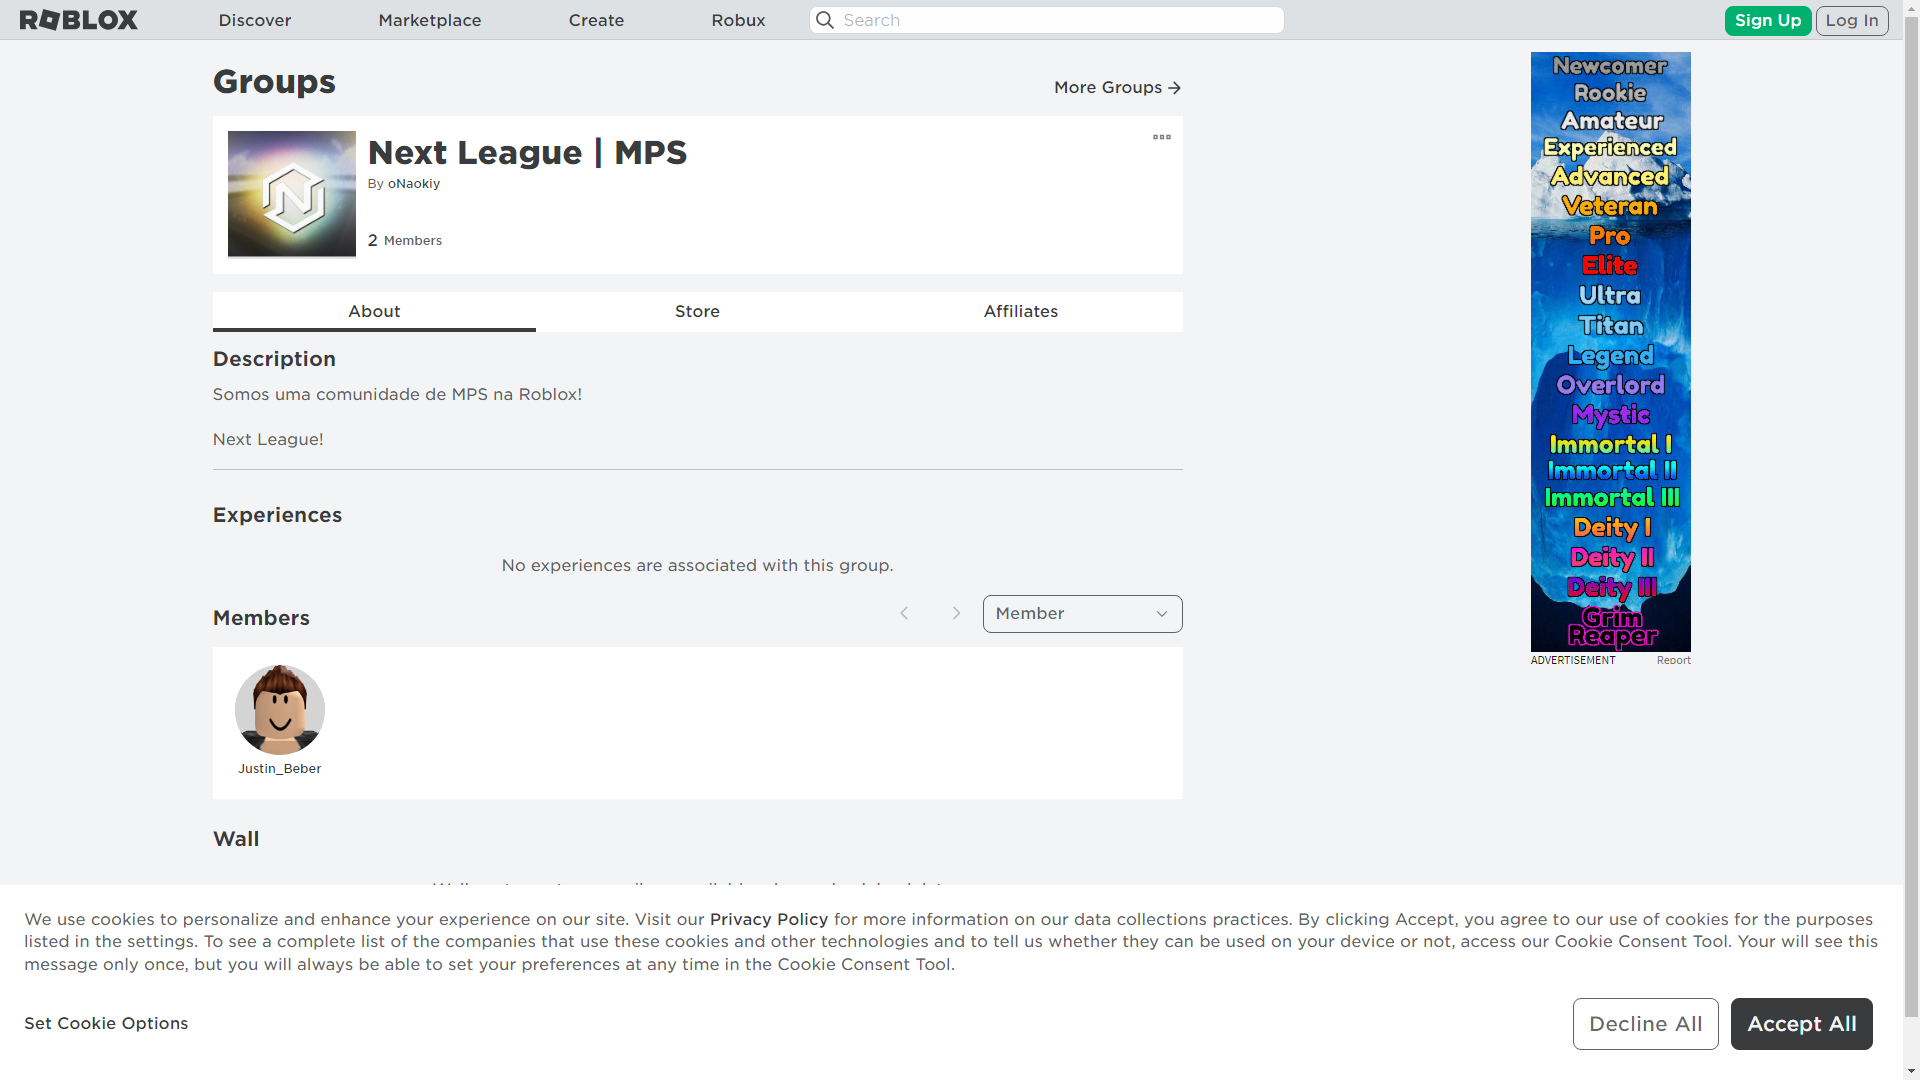 ROBLOX
Discover
Marketplace
Create
Robux
Search
Sign Up
Log In
Groups
More Groups
Next League | MPS
By oNaokiy
2 Members
About
Store
Affiliates
Description
Somos uma comunidade de MPS na Roblox!
Next League!
Experiences
No experiences are associated with this group.
Members
Member
Justin_Beber
Wall
Newcomer
Rookie
Amateur
Experienced
Advanced
Veteran
Pro
Elite
Ultra
Titan
Legend
Overlord
Mystic
Immortal I
Immortal II
Immortal III
Deity I
Deity II
Deity III
Grim
Reaper
ADVERTISEMENT
Report
We use cookies to personalize and enhance your experience on our site. Visit our Privacy Policy for more information on our data collections practices. By clicking Accept, you agree to our use of cookies for the purposes
listed in the settings. To see a complete list of the companies that use these cookies and other technologies and to tell us whether they can be used on your device or not, access our Cookie Consent Tool. Your will see this
message only once, but you will always be able to set your preferences at any time in the Cookie Consent Tool.
Set Cookie Options
Decline All
Accept All